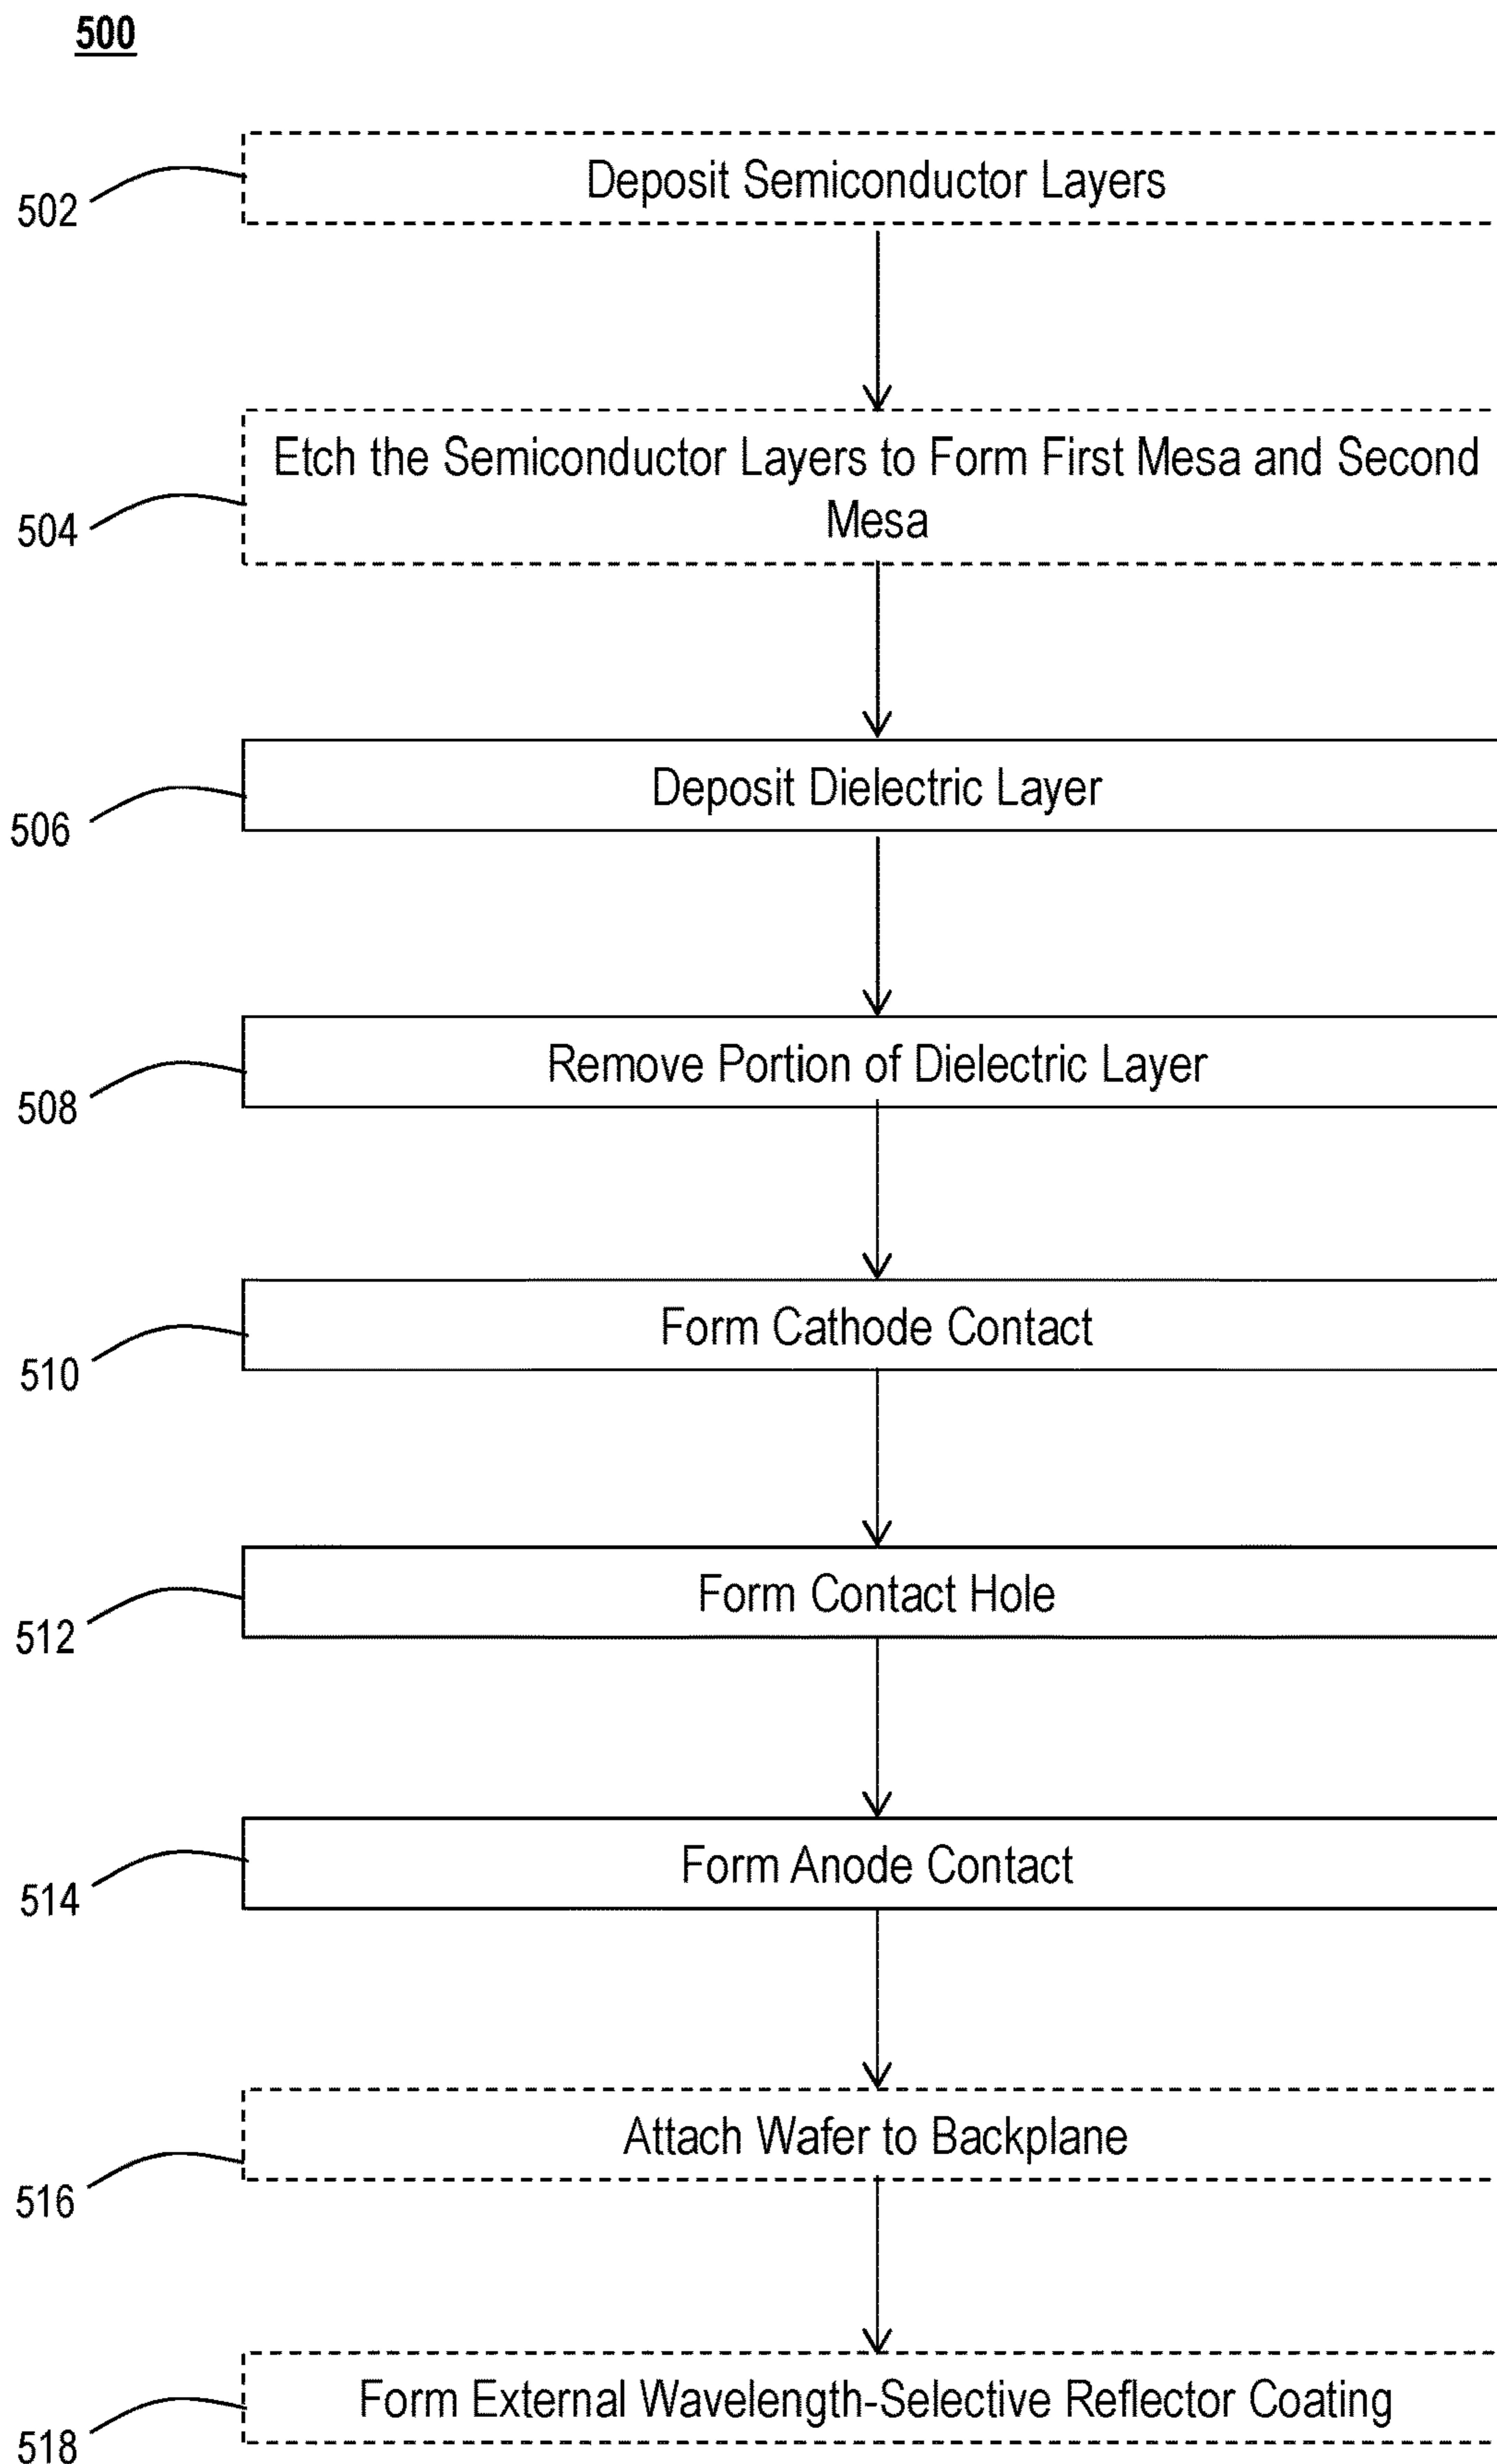 500
502
Deposit Semiconductor Layers
504
Etch the Semiconductor Layers to Form First Mesa and Second
Mesa
506
Deposit Dielectric Layer
508
Remove Portion of Dielectric Layer
510
Form Cathode Contact
512
Form Contact Hole
514
Form Anode Contact
516
Attach Wafer to Backplane
518
Form External Wavelength-Selective Reflector Coating